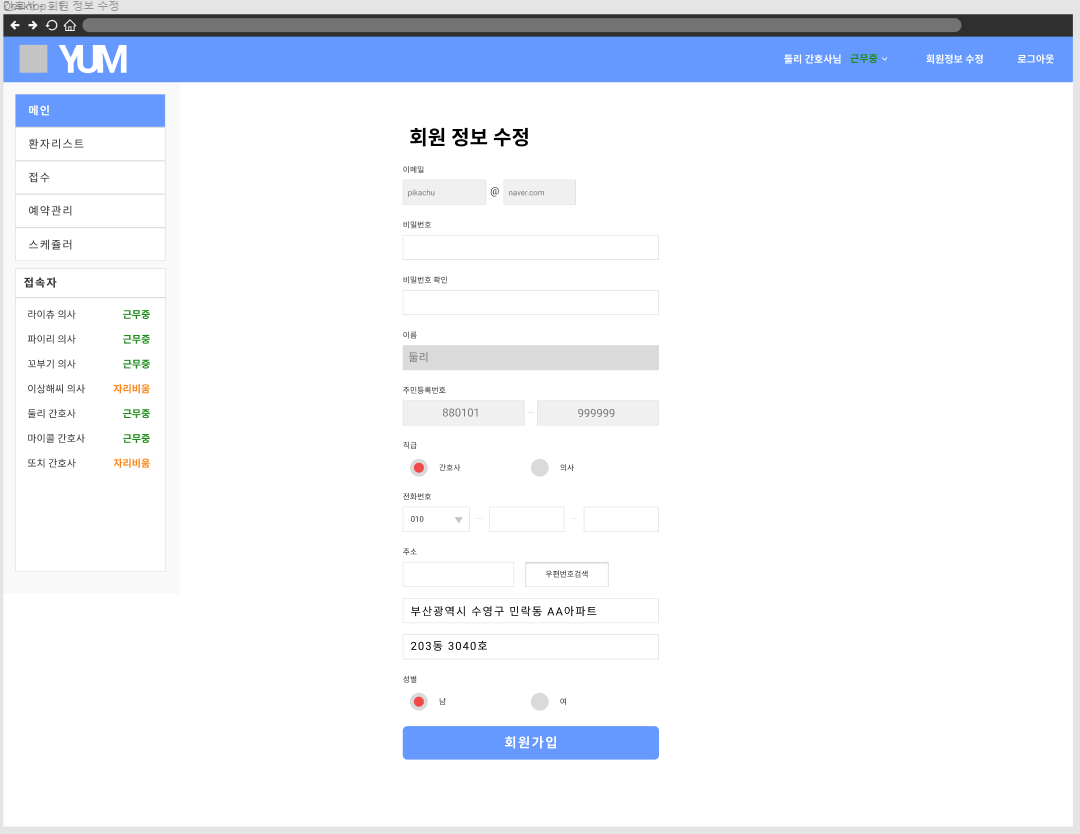 회원 정보 수정
YUM
둘리 간호사님 근무중 회원정보 수정 로그아웃
메인
환자리스트
접수
예약관리
스케쥴러
접속자
라이츄 의사 근무중
파이리 의사 근무중
꼬부기 의사 근무중
이상해씨 의사 자리비움
둘리 간호사 근무중
마이콜 간호사 근무중
또치 간호사 자리비움
회원 정보 수정
이메일
pikachu @ naver.com
비밀번호
비밀번호 확인
이름
둘리
주민등록번호
880101 - 999999
직급
간호사 의사
전화번호
010 - -
주소
우편번호검색
부산광역시 수영구 민락동 AA아파트
203동 3040호
성별
남 여
회원가입